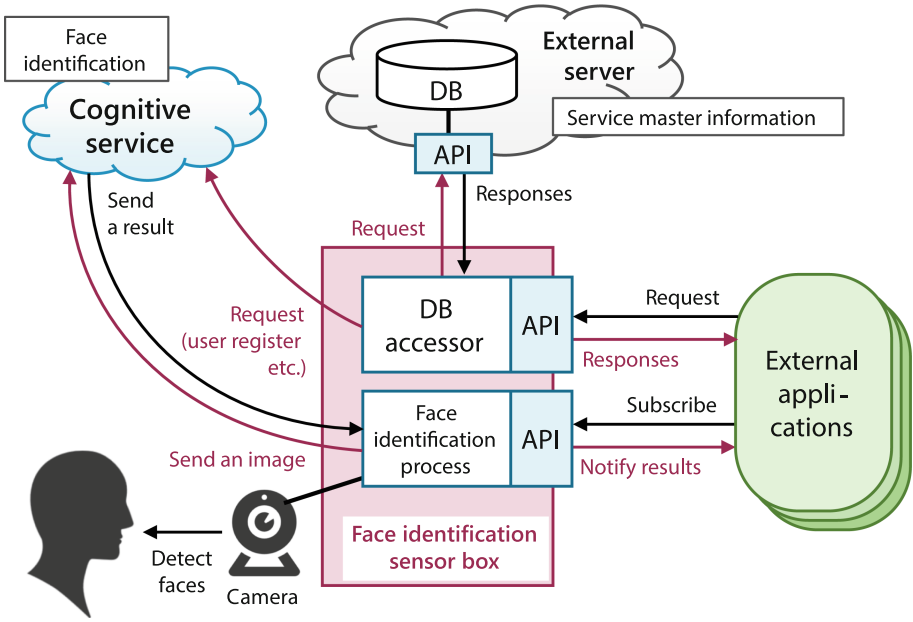 Face
identification
Cognitive
service
External
server
DB
Service master information
API
Send
a result
Responses
Request
Request
(user register
etc.)
DB
accessor
API
Request
Responses
External
appli-
cations
Face
identification
process
API
Subscribe
Notify results
Send an image
Face identification
sensor box
Detect
faces
Camera